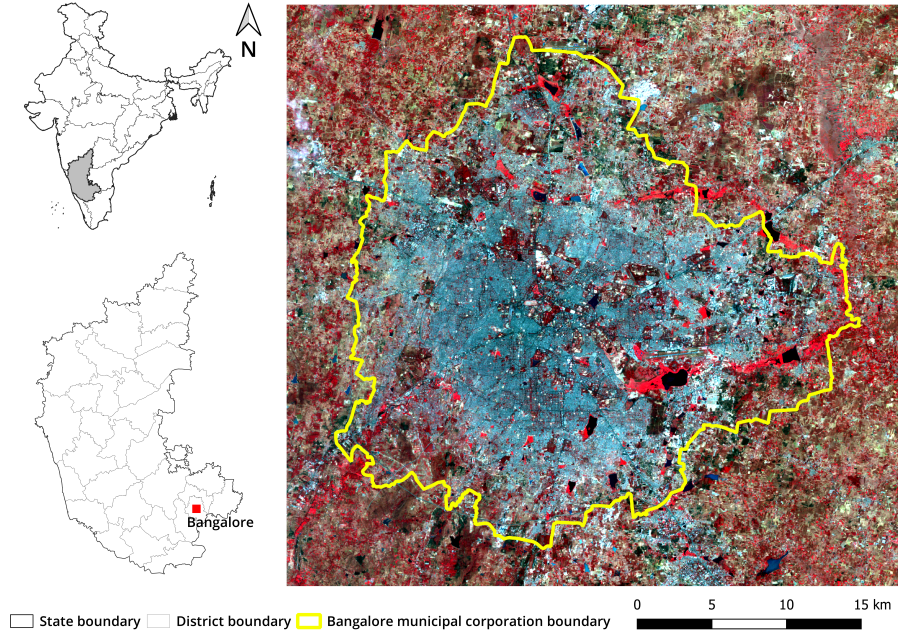 N
Bangalore
State boundary
District boundary
Bangalore municipal corporation boundary
0 5 10 15 km